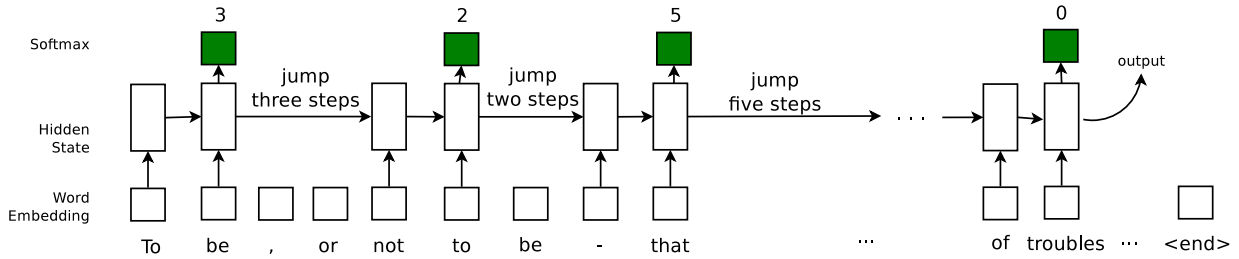 3 2 5 0
Softmax
output
jump
three steps
jump
two steps
jump
five steps
...
Hidden
State
Word
Embedding
To be , or not to be - that ... of troubles ... <end>